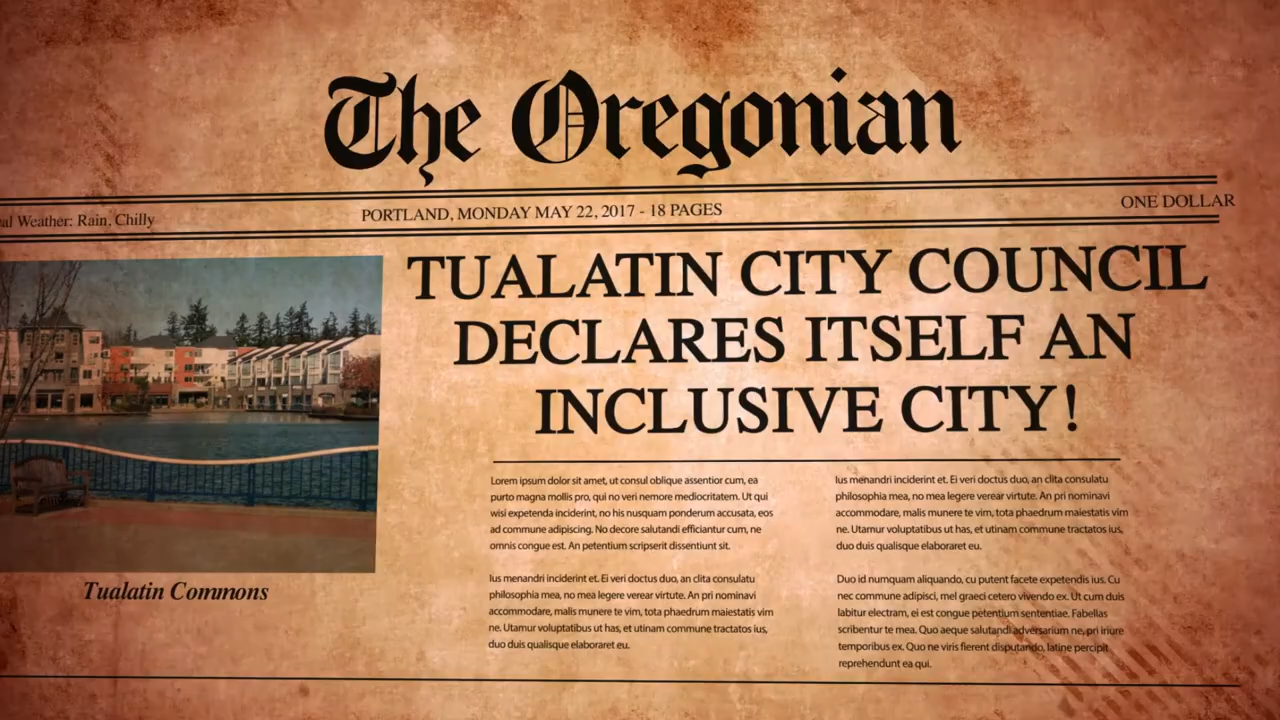 The Oregonian
Weather: Rain, Chilly
PORTLAND, MONDAY MAY 22, 2017 - 18 PAGES
ONE DOLLAR
TUALATIN CITY COUNCIL
DECLARES ITSELF AN
INCLUSIVE CITY!
Tualatin Commons
Lorem ipsum dolor sit amet, ut consul oblique assentior cum, ea
purto magna mollis pro, qui no veri nemore mediocritatem. Ut qui
wisi expetenda inciderint, no his nusquam ponderum accusata, eos
ad commune adipiscing. No decore salutandi efficiantur cum, ne
omnis congue est. An petentium scripserit dissentiunt sit.
Ius menandri inciderint et. Ei veri doctus duo, an clita consulatu
philosophia mea, no mea legere verear virtute. An pri nominavi
accommodare, malis munere te vim, tota phaedrum maiestatis vim
ne. Utamur voluptatibus ut has, et utinam commune tractatos ius,
duo duis qualisque elaboraret eu.
Ius menandri inciderint et. Ei veri doctus duo, an clita consulatu
philosophia mea, no mea legere verear virtute. An pri nominavi
accommodare, malis munere te vim, tota phaedrum maiestatis vim
ne. Utamur voluptatibus ut has, et utinam commune tractatos ius,
duo duis qualisque elaboraret eu.
Duo id numquam aliquando, cu putent facete expetendis ius. Cu
nec commune adipisci, mel graeci cetero vivendo ex. Ut cum duis
labitur electram, ei est congue petentium sententiae. Fabellas
scribentur te mea. Quo aeque salutandi adversarium ne, pri iriure
temporibus ex. Quo ne viris fierent disputando, latine percipit
reprehendunt ea qui.